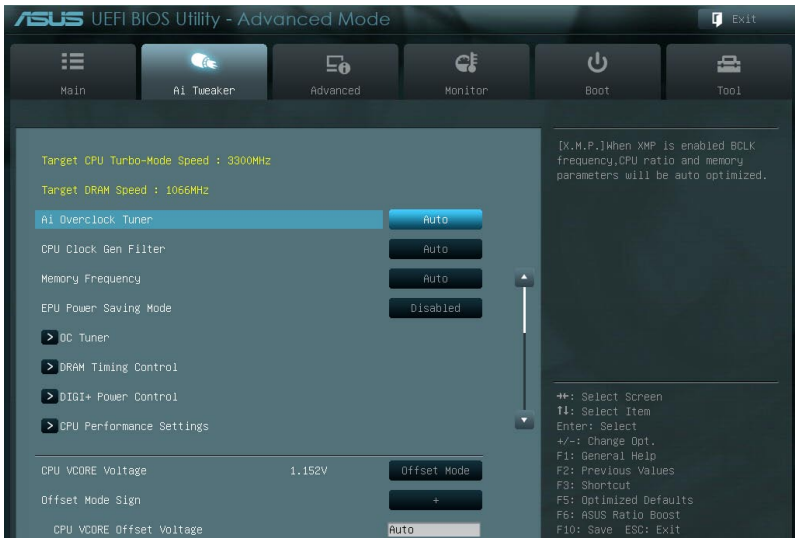 ASUS UEFI BIOS Utility - Advanced Mode
Exit
Main
Ai Tweaker
Advanced
Monitor
Boot
Tool
Target CPU Turbo-Mode Speed : 3300MHz
Target DRAM Speed : 1066MHz
Ai Overclock Tuner Auto
CPU Clock Gen Filter Auto
Memory Frequency Auto
EPU Power Saving Mode Disabled
> OC Tuner
> DRAM Timing Control
> DIGI+ Power Control
> CPU Performance Settings
CPU VCORE Voltage 1.152V Offset Mode
Offset Mode Sign +
CPU VCORE Offset Voltage Auto
[X.M.P.]When XMP is enabled BCLK
frequency,CPU ratio and memory
parameters will be auto optimized.
→←: Select Screen
↑↓: Select Item
Enter: Select
+/-: Change Opt.
F1: General Help
F2: Previous Values
F3: Shortcut
F5: Optimized Defaults
F6: ASUS Ratio Boost
F10: Save ESC: Exit